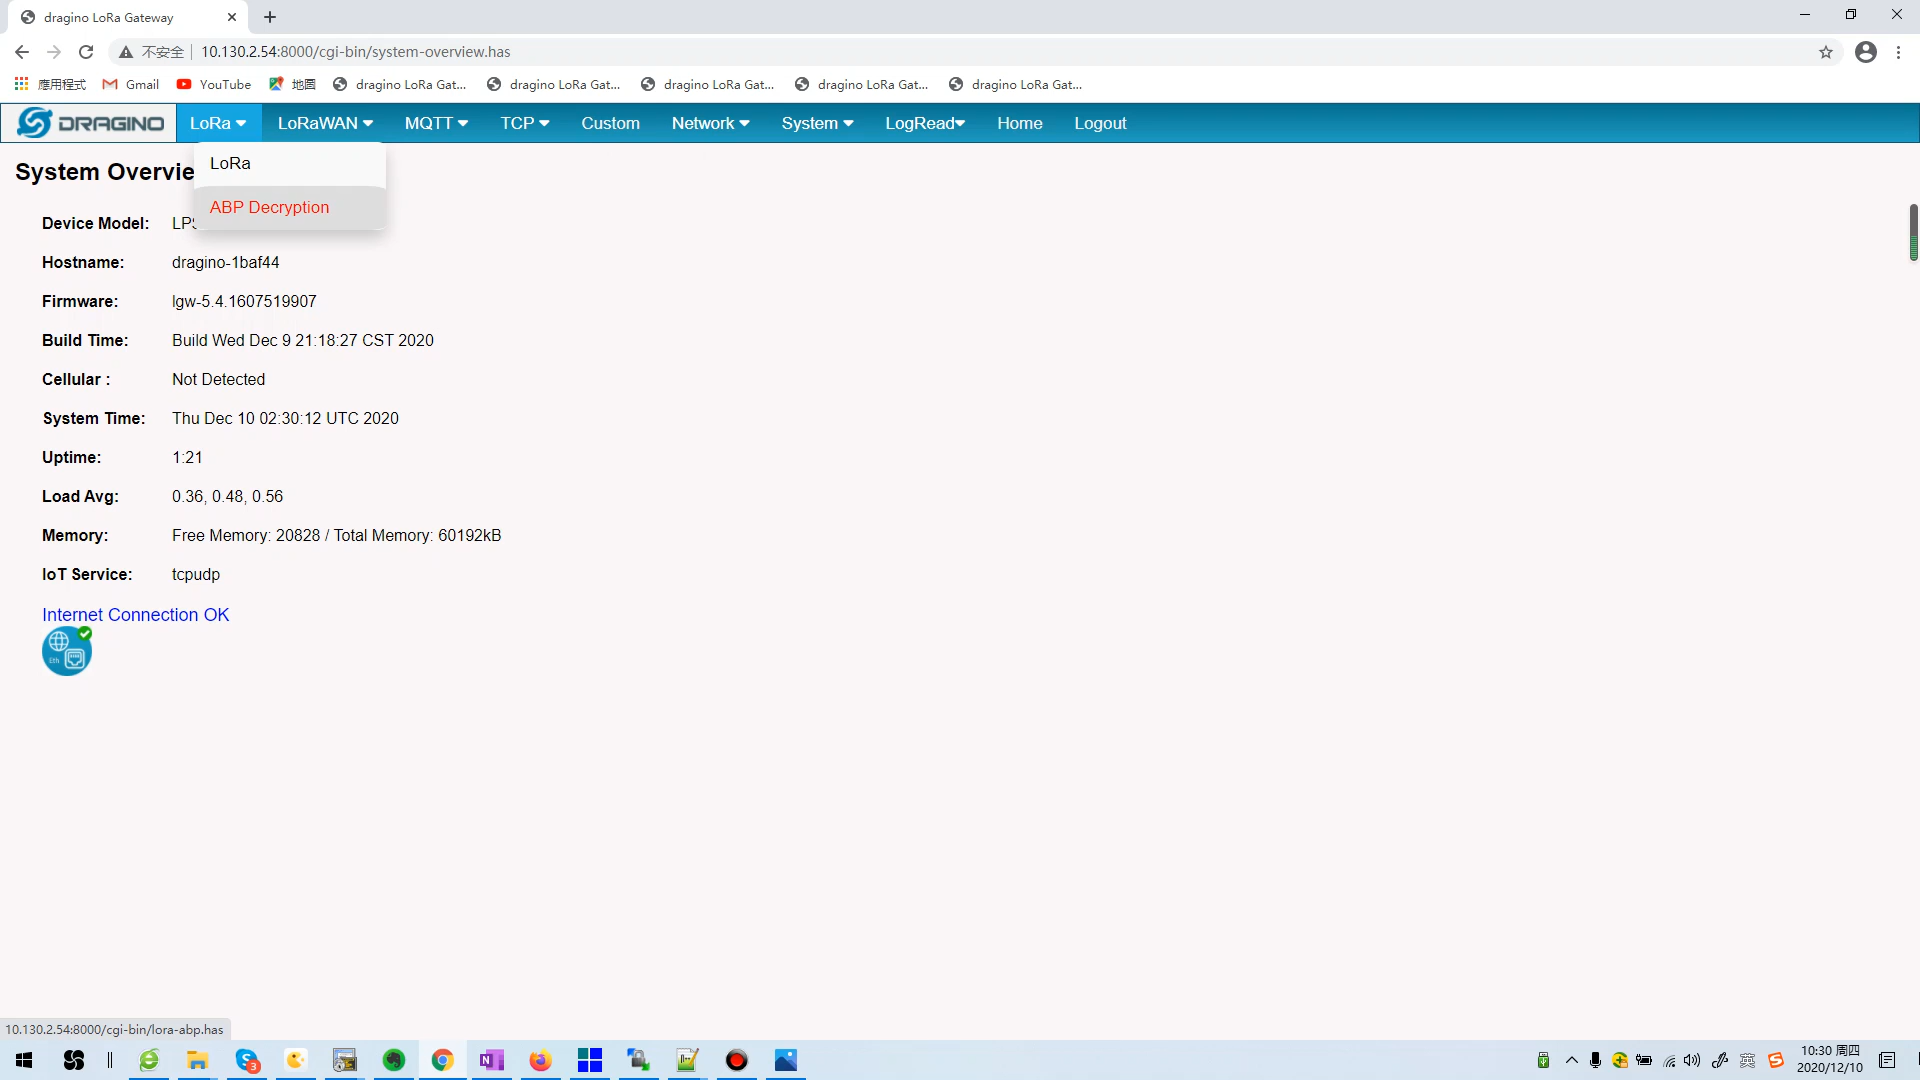 dragino LoRa Gateway
不安全 10.130.2.54:8000/cgi-bin/system-overview.has
應用程式 Gmail YouTube 地圖 dragino LoRa Gat... dragino LoRa Gat... dragino LoRa Gat... dragino LoRa Gat... dragino LoRa Gat...
DRAGINO LoRa LoRaWAN MQTT TCP Custom Network System LogRead Home Logout
LoRa
ABP Decryption
System Overvie
Device Model: LPS
Hostname: dragino-1baf44
Firmware: lgw-5.4.1607519907
Build Time: Build Wed Dec 9 21:18:27 CST 2020
Cellular : Not Detected
System Time: Thu Dec 10 02:30:12 UTC 2020
Uptime: 1:21
Load Avg: 0.36, 0.48, 0.56
Memory: Free Memory: 20828 / Total Memory: 60192kB
IoT Service: tcpudp
Internet Connection OK
Eth
10.130.2.54:8000/cgi-bin/lora-abp.has
3
英
10:30 周四
2020/12/10